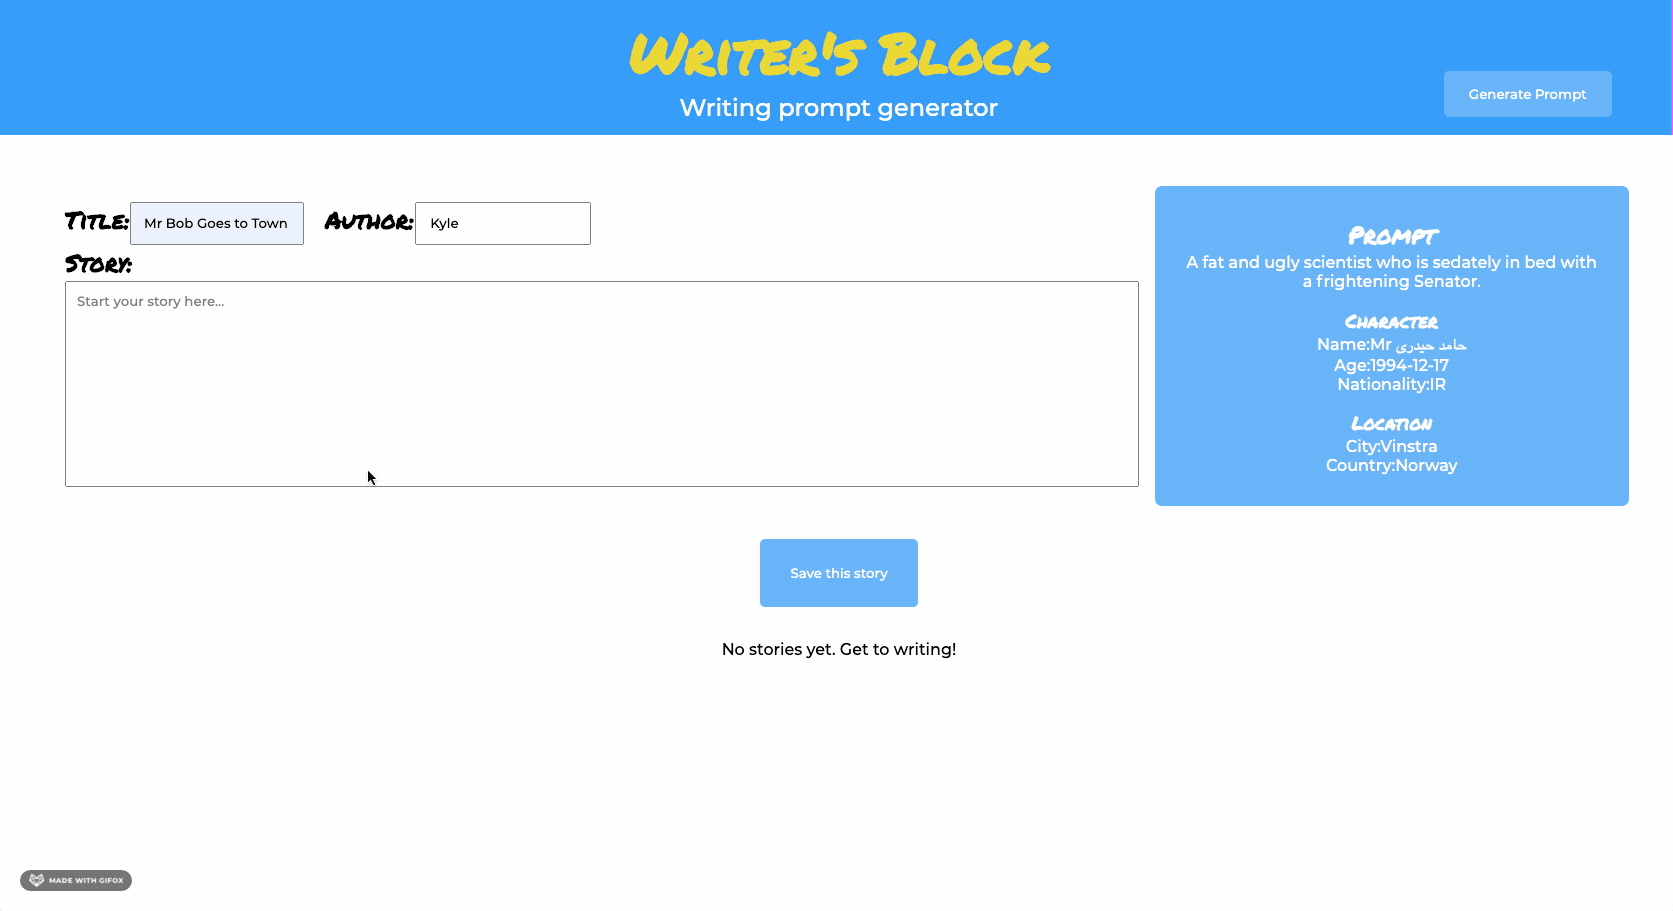 Writer's Block
Writing prompt generator
Generate Prompt
Title: Mr Bob Goes to Town Author: Kyle
Story:
Start your story here...
Prompt
A fat and ugly scientist who is sedately in bed with
a frightening Senator.
Character
Name:Mr حامد حیدری
Age:1994-12-17
Nationality:IR
Location
City:Vinstra
Country:Norway
Save this story
No stories yet. Get to writing!
MADE WITH GIFOX